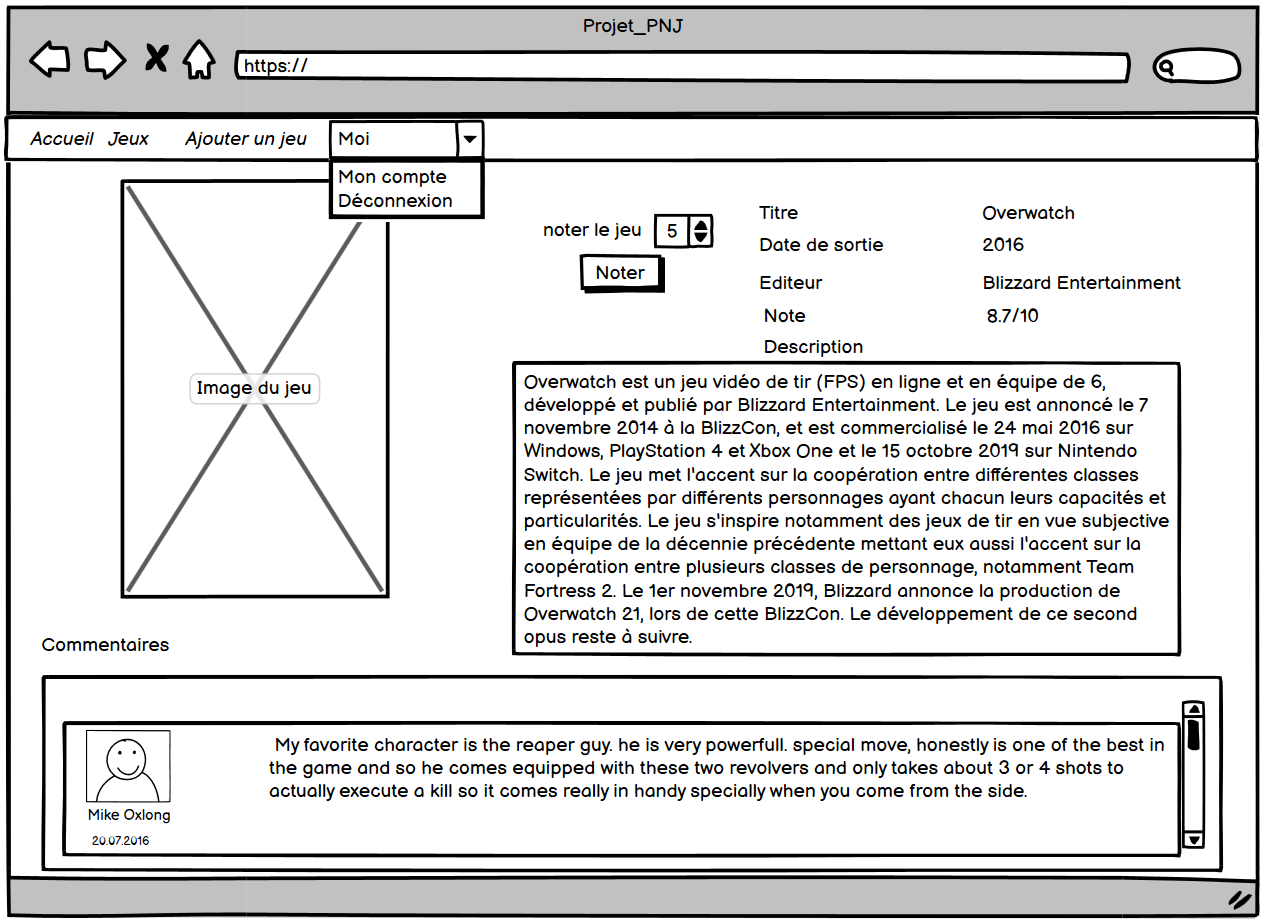 Projet_PNJ
https://
Accueil Jeux Ajouter un jeu Moi
Mon compte
Déconnexion
noter le jeu 5
Noter
Titre Overwatch
Date de sortie 2016
Editeur Blizzard Entertainment
Note 8.7/10
Description
Image du jeu
Overwatch est un jeu vidéo de tir (FPS) en ligne et en équipe de 6,
développé et publié par Blizzard Entertainment. Le jeu est annoncé le 7
novembre 2014 à la BlizzCon, et est commercialisé le 24 mai 2016 sur
Windows, PlayStation 4 et Xbox One et le 15 octobre 2019 sur Nintendo
Switch. Le jeu met l'accent sur la coopération entre différentes classes
représentées par différents personnages ayant chacun leurs capacités et
particularités. Le jeu s'inspire notamment des jeux de tir en vue subjective
en équipe de la décennie précédente mettant eux aussi l'accent sur la
coopération entre plusieurs classes de personnage, notamment Team
Fortress 2. Le 1er novembre 2019, Blizzard annonce la production de
Overwatch 21, lors de cette BlizzCon. Le développement de ce second
opus reste à suivre.
Commentaires
My favorite character is the reaper guy. he is very powerfull. special move, honestly is one of the best in
the game and so he comes equipped with these two revolvers and only takes about 3 or 4 shots to
actually execute a kill so it comes really in handy specially when you come from the side.
Mike Oxlong
20.07.2016